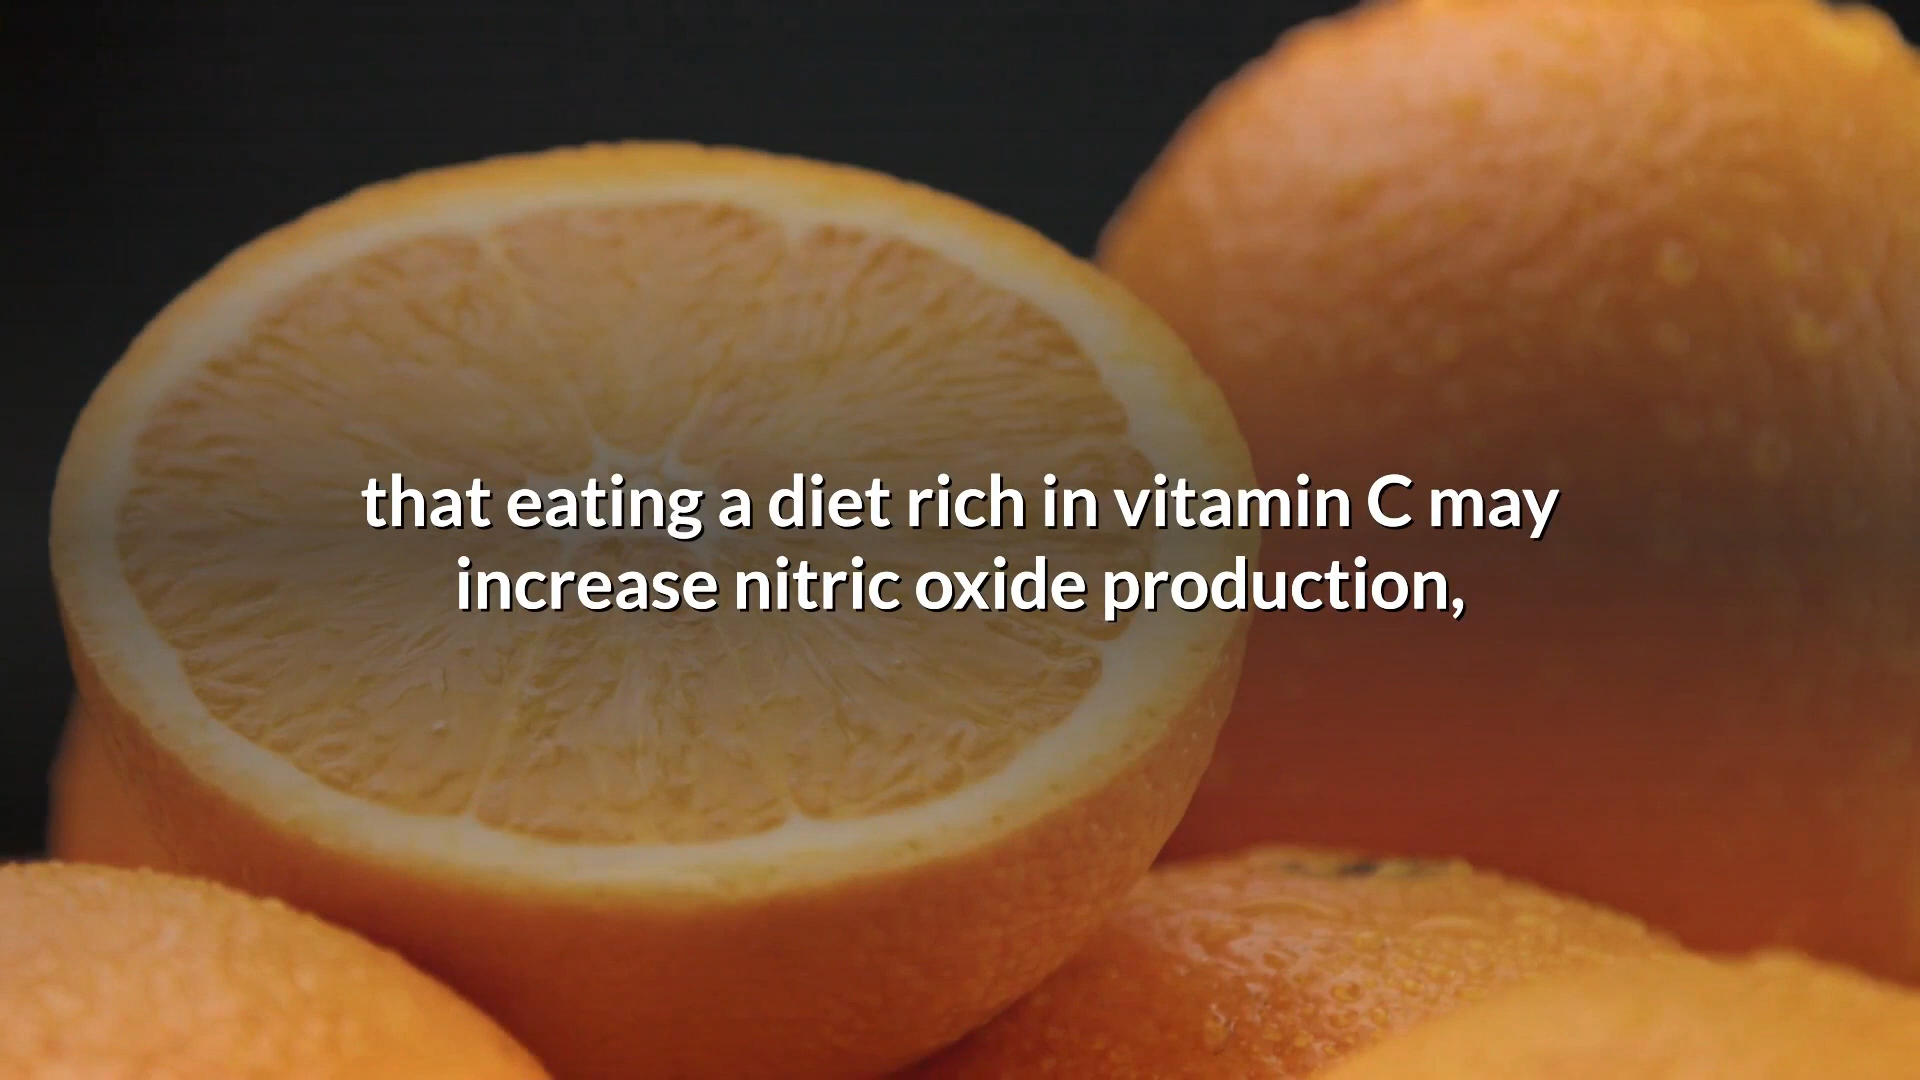 that eating a diet rich in vitamin C may
increase nitric oxide production,